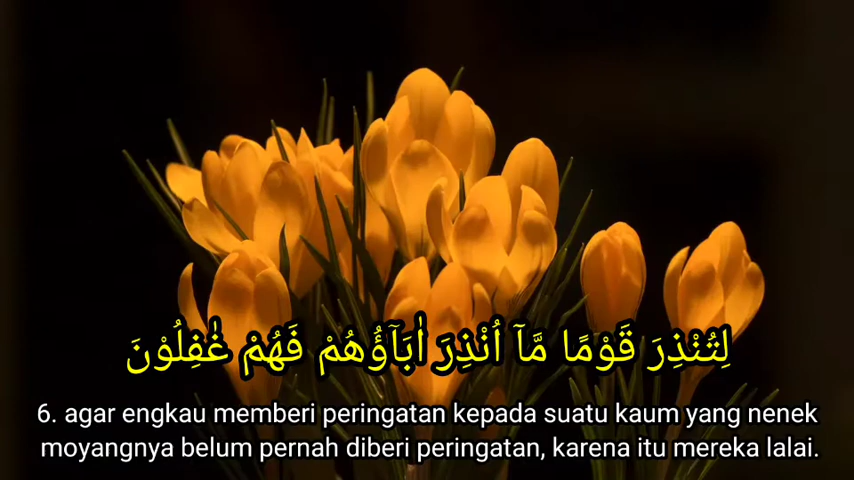 لِتُنْذِرَ قَوْمًا مَّآ اُنْذِرَ اٰبَاۤؤُهُمْ فَهُمْ غٰفِلُوْنَ
6. agar engkau memberi peringatan kepada suatu kaum yang nenek
moyangnya belum pernah diberi peringatan, karena itu mereka lalai.